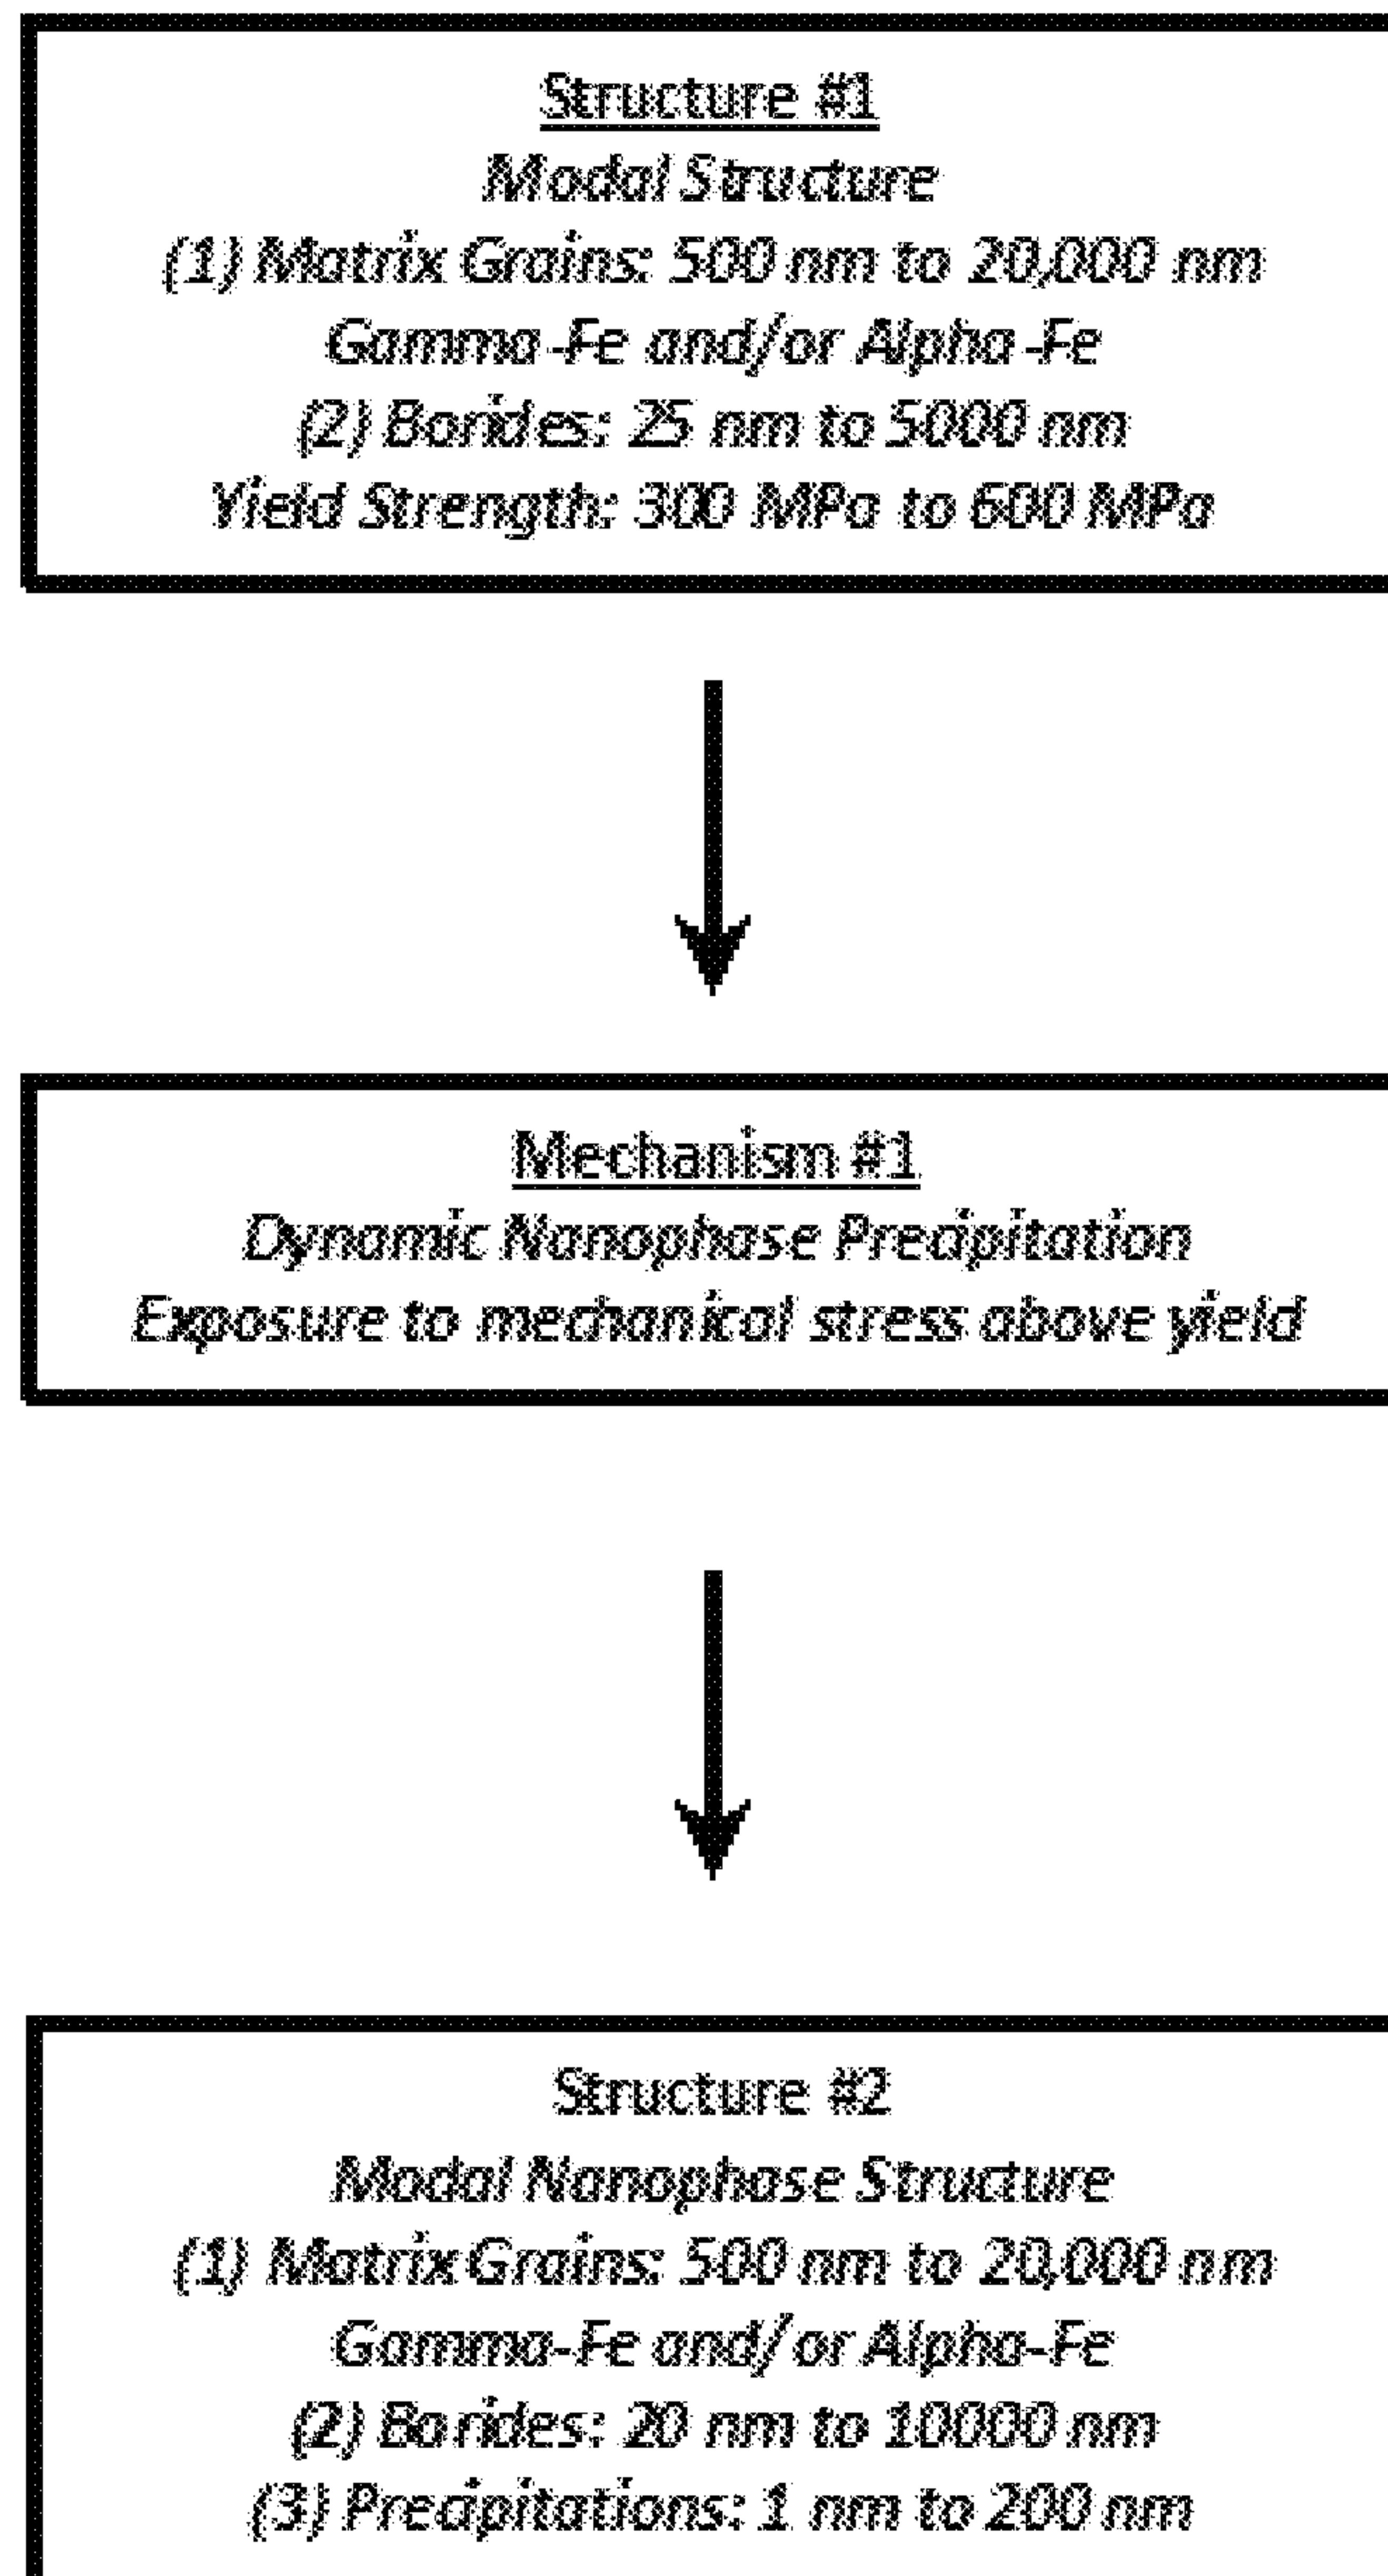 Structure #1
Modal Structure
(1) Matrix Grains: 500 nm to 20,000 nm
Gamma-Fe and/or Alpha-Fe
(2) Borides: 25 nm to 5000 nm
Yield Strength: 300 MPa to 600 MPa
Mechanism #1
Dynamic Nanophase Precipitation
Exposure to mechanical stress above yield
Structure #2
Modal Nanophase Structure
(1) Matrix Grains: 500 nm to 20,000 nm
Gamma-Fe and/or Alpha-Fe
(2) Borides: 20 nm to 10000 nm
(3) Precipitations: 1 nm to 200 nm